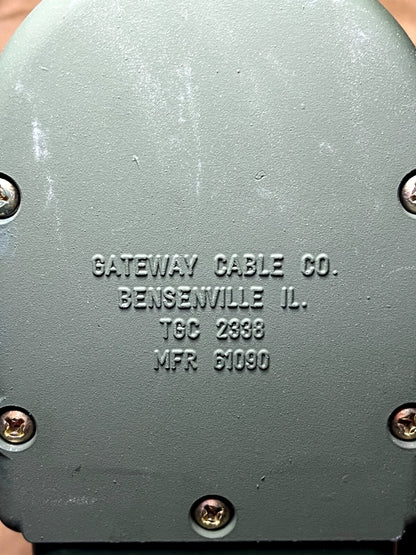 GATEWAY CABLE CO.
BENSENVILLE IL.
TGC 2338
MFR 61090